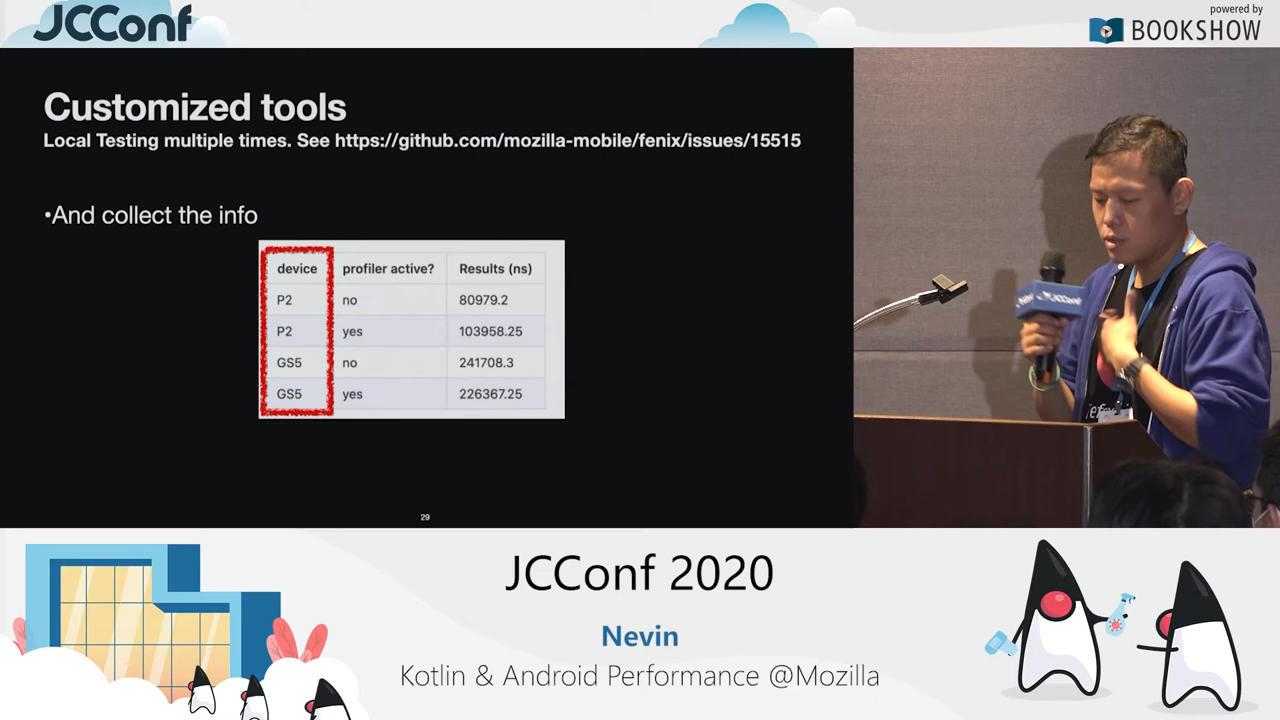 JCConf
powered by
BOOKSHOW
Customized tools
Local Testing multiple times. See https://github.com/mozilla-mobile/fenix/issues/15515
•And collect the info
device profiler active? Results (ns)
P2 no 80979.2
P2 yes 103958.25
GS5 no 241708.3
GS5 yes 226367.25
29
JCConf
JCConf 2020
Nevin
Kotlin & Android Performance @Mozilla